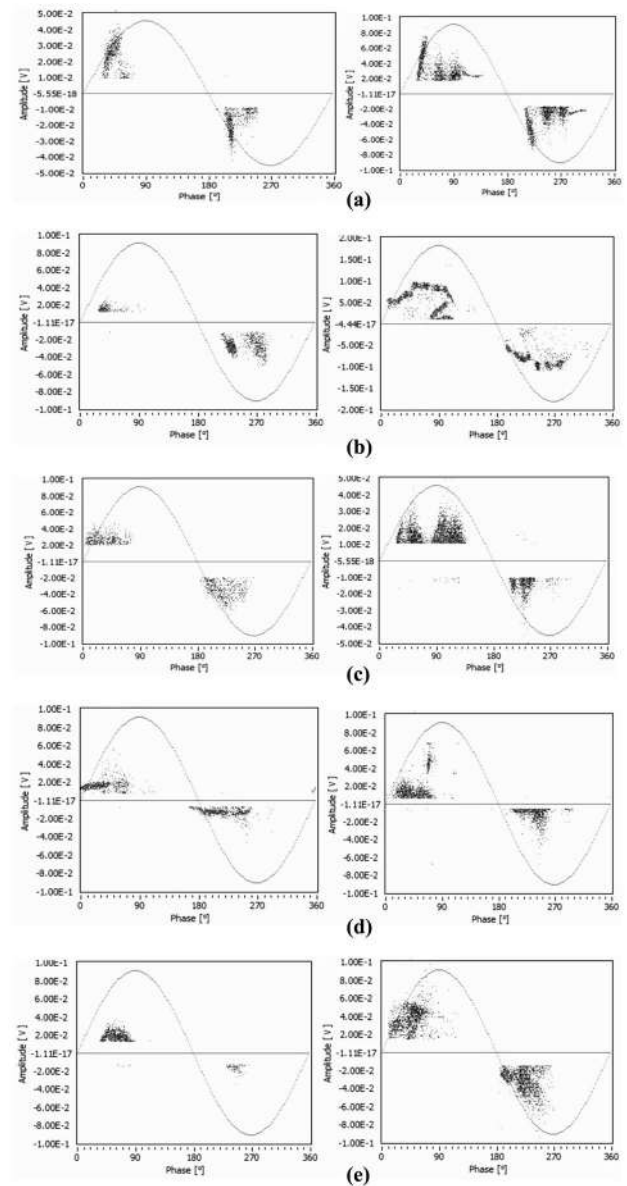 Amplitude [ V ]
5.00E-2
4.00E-2
3.00E-2
2.00E-2
1.00E-2
-5.55E-18
-1.00E-2
-2.00E-2
-3.00E-2
-4.00E-2
-5.00E-2
0 90 180 270 360
Phase [°]
Amplitude [ V ]
1.00E-1
8.00E-2
6.00E-2
4.00E-2
2.00E-2
-1.11E-17
-2.00E-2
-4.00E-2
-6.00E-2
-8.00E-2
-1.00E-1
0 90 180 270 360
Phase [°]
(a)
Amplitude [ V ]
1.00E-1
8.00E-2
6.00E-2
4.00E-2
2.00E-2
-1.11E-17
-2.00E-2
-4.00E-2
-6.00E-2
-8.00E-2
-1.00E-1
0 90 180 270 360
Phase [°]
Amplitude [ V ]
2.00E-1
1.50E-1
1.00E-1
5.00E-2
-4.44E-17
-5.00E-2
-1.00E-1
-1.50E-1
-2.00E-1
0 90 180 270 360
Phase [°]
(b)
Amplitude [ V ]
1.00E-1
8.00E-2
6.00E-2
4.00E-2
2.00E-2
-1.11E-17
-2.00E-2
-4.00E-2
-6.00E-2
-8.00E-2
-1.00E-1
0 90 180 270 360
Phase [°]
Amplitude [ V ]
5.00E-2
4.00E-2
3.00E-2
2.00E-2
1.00E-2
-5.55E-18
-1.00E-2
-2.00E-2
-3.00E-2
-4.00E-2
-5.00E-2
0 90 180 270 360
Phase [°]
(c)
Amplitude [ V ]
1.00E-1
8.00E-2
6.00E-2
4.00E-2
2.00E-2
-1.11E-17
-2.00E-2
-4.00E-2
-6.00E-2
-8.00E-2
-1.00E-1
0 90 180 270 360
Phase [°]
Amplitude [ V ]
1.00E-1
8.00E-2
6.00E-2
4.00E-2
2.00E-2
-1.11E-17
-2.00E-2
-4.00E-2
-6.00E-2
-8.00E-2
-1.00E-1
0 90 180 270 360
Phase [°]
(d)
Amplitude [ V ]
1.00E-1
8.00E-2
6.00E-2
4.00E-2
2.00E-2
-1.11E-17
-2.00E-2
-4.00E-2
-6.00E-2
-8.00E-2
-1.00E-1
0 90 180 270 360
Phase [°]
Amplitude [ V ]
1.00E-1
8.00E-2
6.00E-2
4.00E-2
2.00E-2
-1.11E-17
-2.00E-2
-4.00E-2
-6.00E-2
-8.00E-2
-1.00E-1
0 90 180 270 360
Phase [°]
(e)